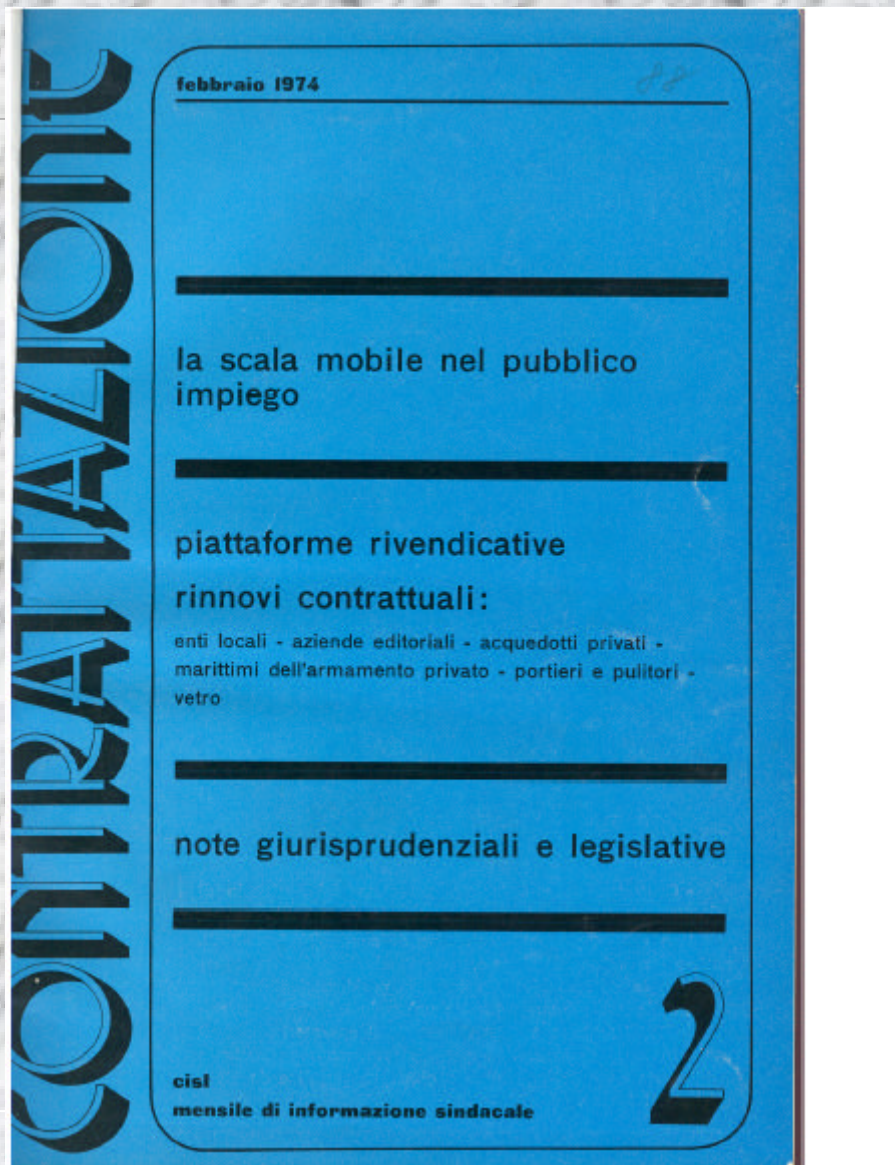 CONTRATTAZIONE
febbraio 1974
88
la scala mobile nel pubblico
impiego
piattaforme rivendicative
rinnovi contrattuali:
enti locali - aziende editoriali - acquedotti privati -
marittimi dell'armamento privato - portieri e pulitori -
vetro
note giurisprudenziali e legislative
2
cisl
mensile di informazione sindacale